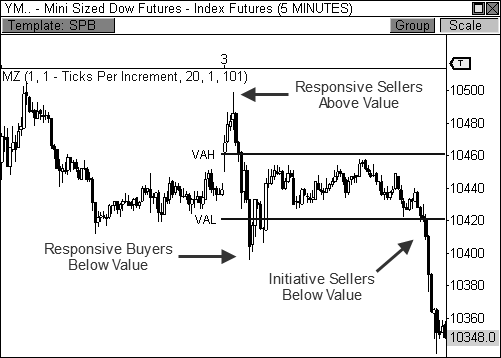 YM.. - Mini Sized Dow Futures - Index Futures (5 MINUTES)
Template: SPB
Group
Scale
3
MZ (1, 1 - Ticks Per Increment, 20, 1, 101)
T
Responsive Sellers
Above Value
10500
10480
VAH
10460
10440
VAL
10420
Responsive Buyers
Below Value
10400
Initiative Sellers
Below Value
10380
10360
10348.0